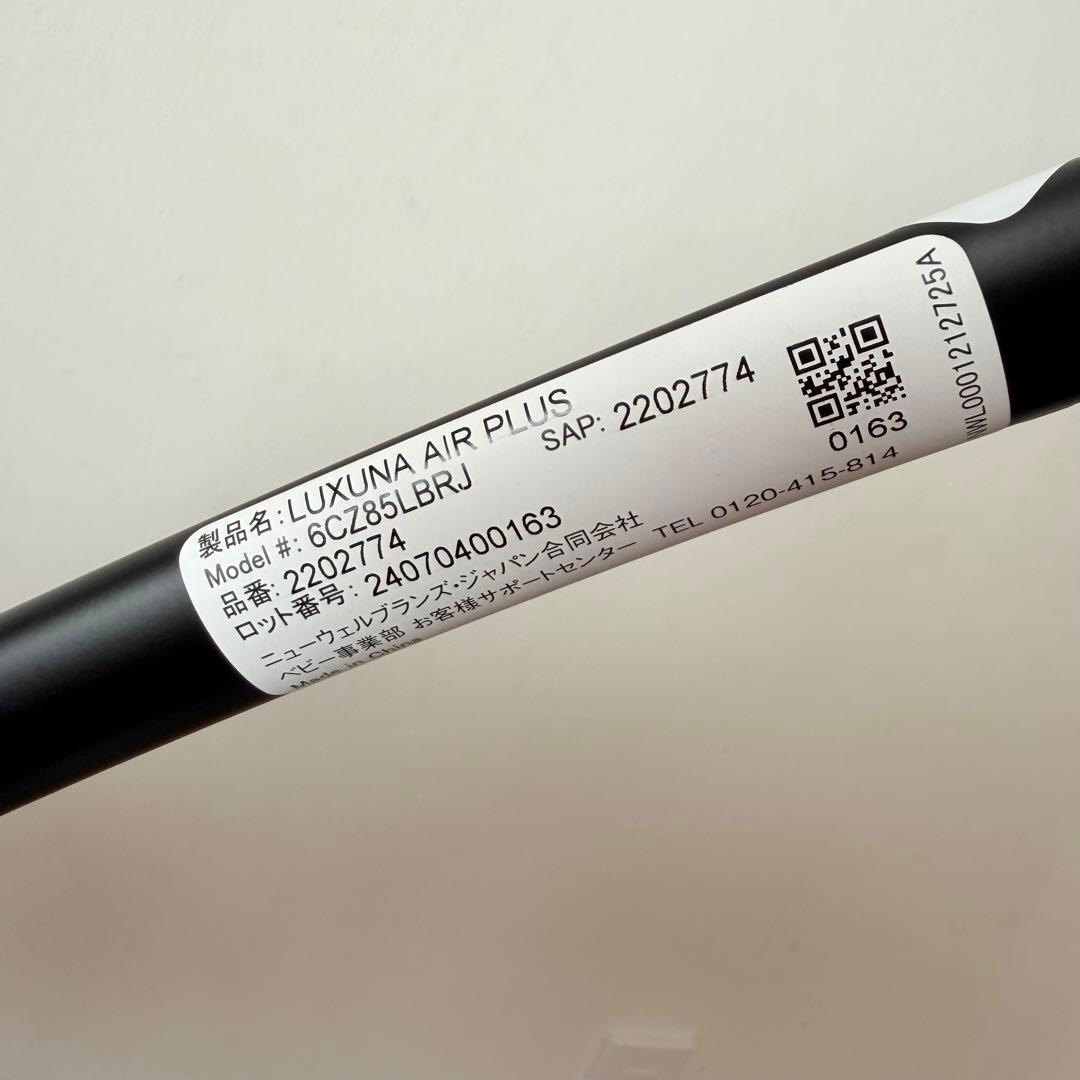 製品名: LUXUNA AIR PLUS
Model #: 6CZ85LBRJ
品番: 2202774
SAP: 2202774
ロット番号: 24070400163
ニューウェルブランズ・ジャパン合同会社
ベビー事業部 お客様サポートセンター TEL 0120-415-814
Made in China
0163